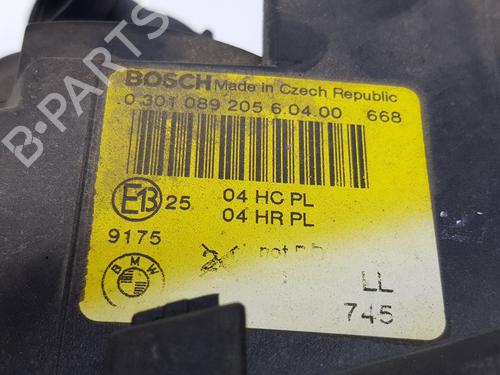 BOSCH Made in Czech Republic
0 301 089 205 6.04.00 668
E13 25 04 HC PL
04 HR PL
9175
BMW
LL
745